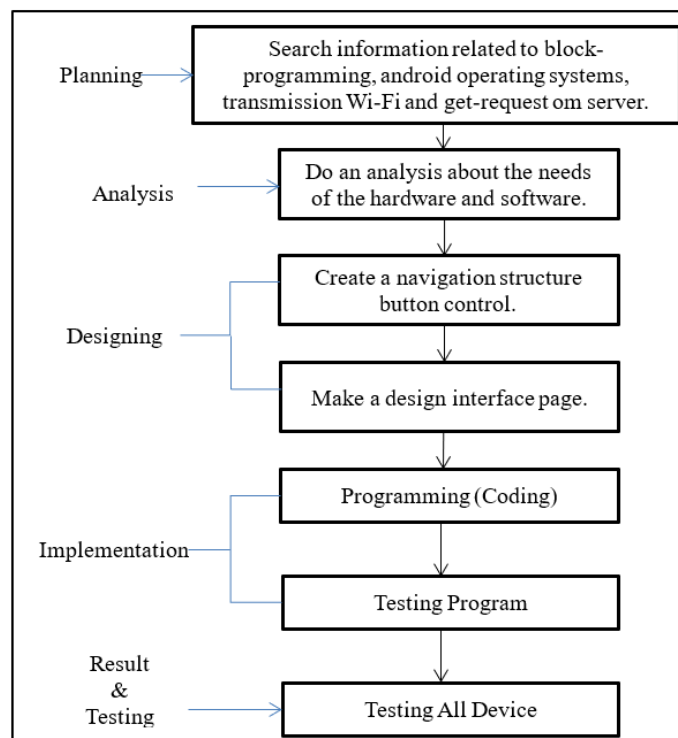 Planning
Search information related to block-
programming, android operating systems,
transmission Wi-Fi and get-request om server.
Analysis
Do an analysis about the needs
of the hardware and software.
Designing
Create a navigation structure
button control.
Make a design interface page.
Implementation
Programming (Coding)
Testing Program
Result
&
Testing
Testing All Device